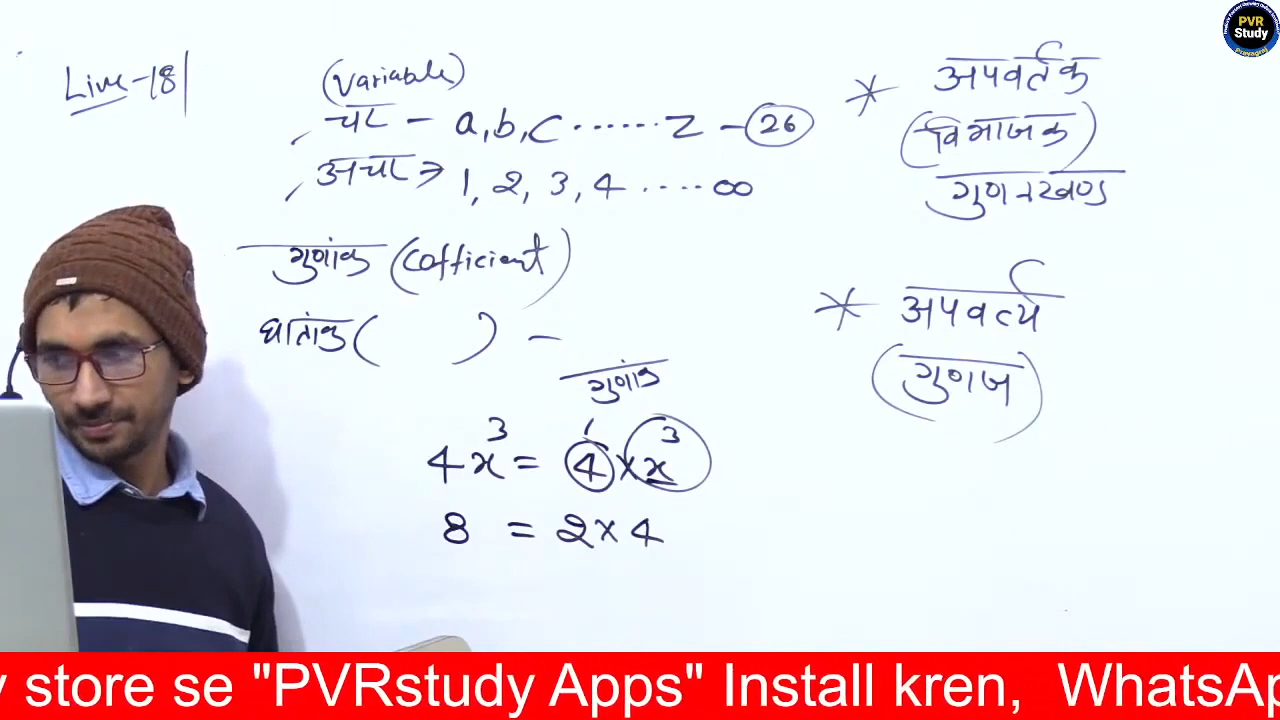 Live-18
(Variable)
चर - a, b, c ...... z - 26
अचर ⇒ 1, 2, 3, 4 .... ∞
गुणांक (Cofficient)
घातांक ( ) -
गुणांक
4x³ = 4 × x³
8 = 2 × 4
* अपवर्तक
(विभाजक)
गुणनखण्ड
* अपवर्त्य
(गुणज)
PVR
Study
Prayagraj
y store se "PVRstudy Apps" Install kren, WhatsAp